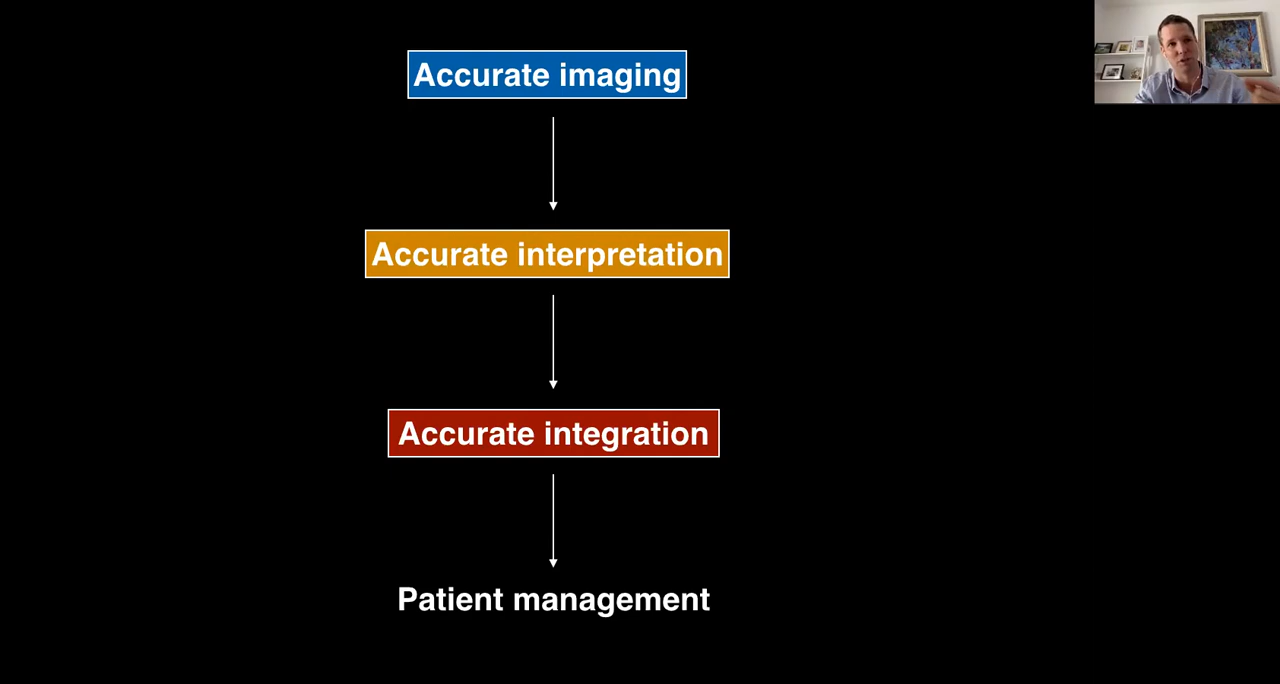 Accurate imaging
Accurate interpretation
Accurate integration
Patient management